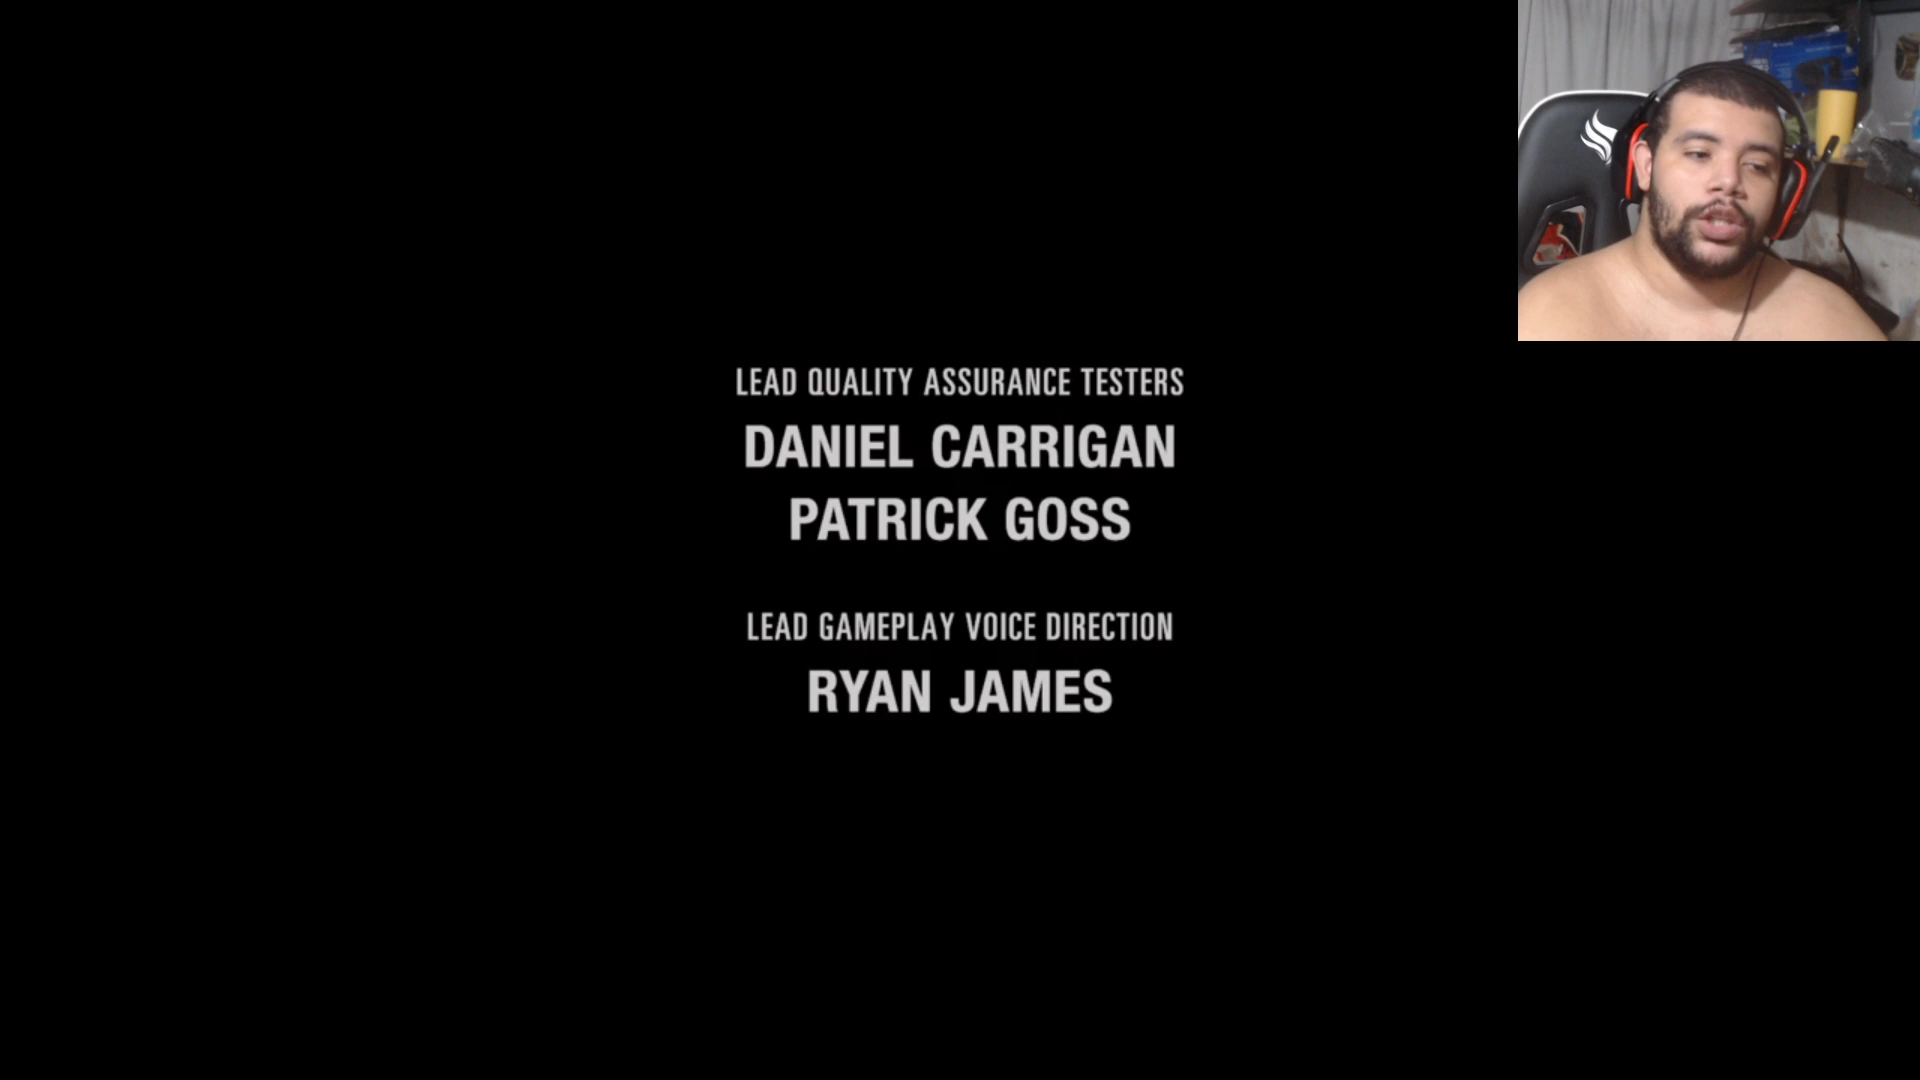 LEAD QUALITY ASSURANCE TESTERS
DANIEL CARRIGAN
PATRICK GOSS
LEAD GAMEPLAY VOICE DIRECTION
RYAN JAMES